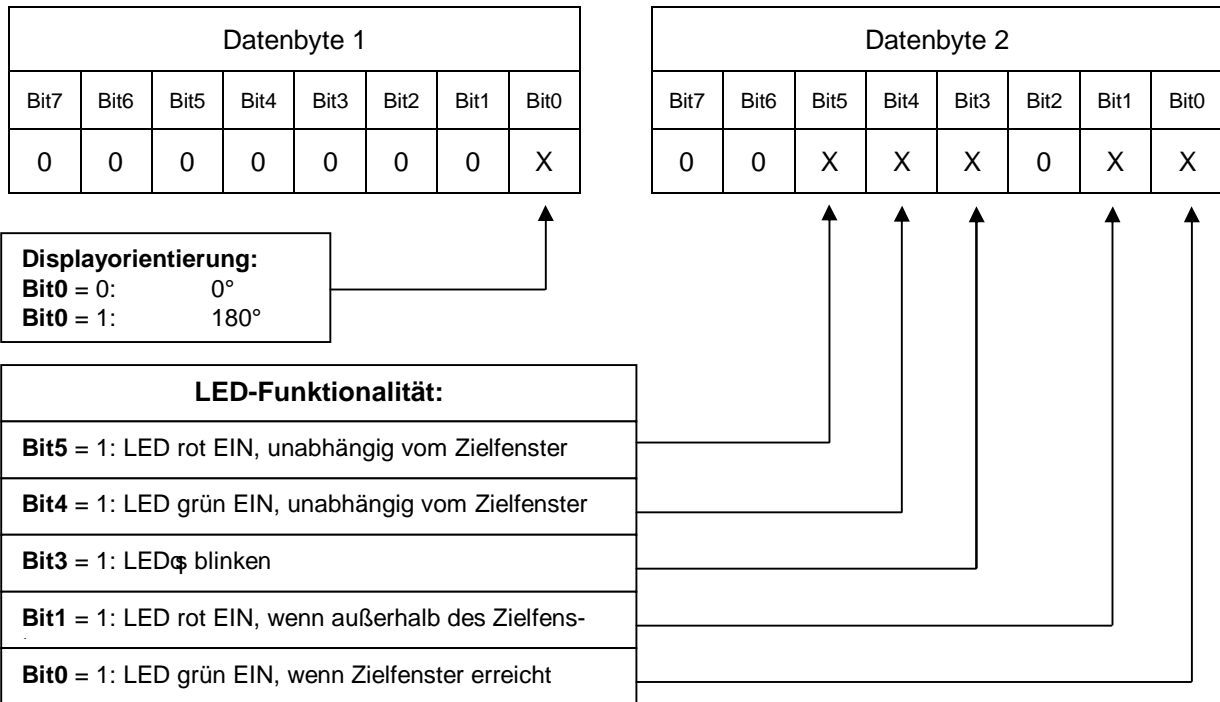 Datenbyte 1
Bit7 Bit6 Bit5 Bit4 Bit3 Bit2 Bit1 Bit0
0 0 0 0 0 0 0 X
Datenbyte 2
Bit7 Bit6 Bit5 Bit4 Bit3 Bit2 Bit1 Bit0
0 0 X X X 0 X X
Displayorientierung:
Bit0 = 0: 0°
Bit0 = 1: 180°
LED-Funktionalität:
Bit5 = 1: LED rot EIN, unabhängig vom Zielfenster
Bit4 = 1: LED grün EIN, unabhängig vom Zielfenster
Bit3 = 1: blinken
Bit1 = 1: LED rot EIN, wenn außerhalb des Zielfens-
Bit0 = 1: LED grün EIN, wenn Zielfenster erreicht